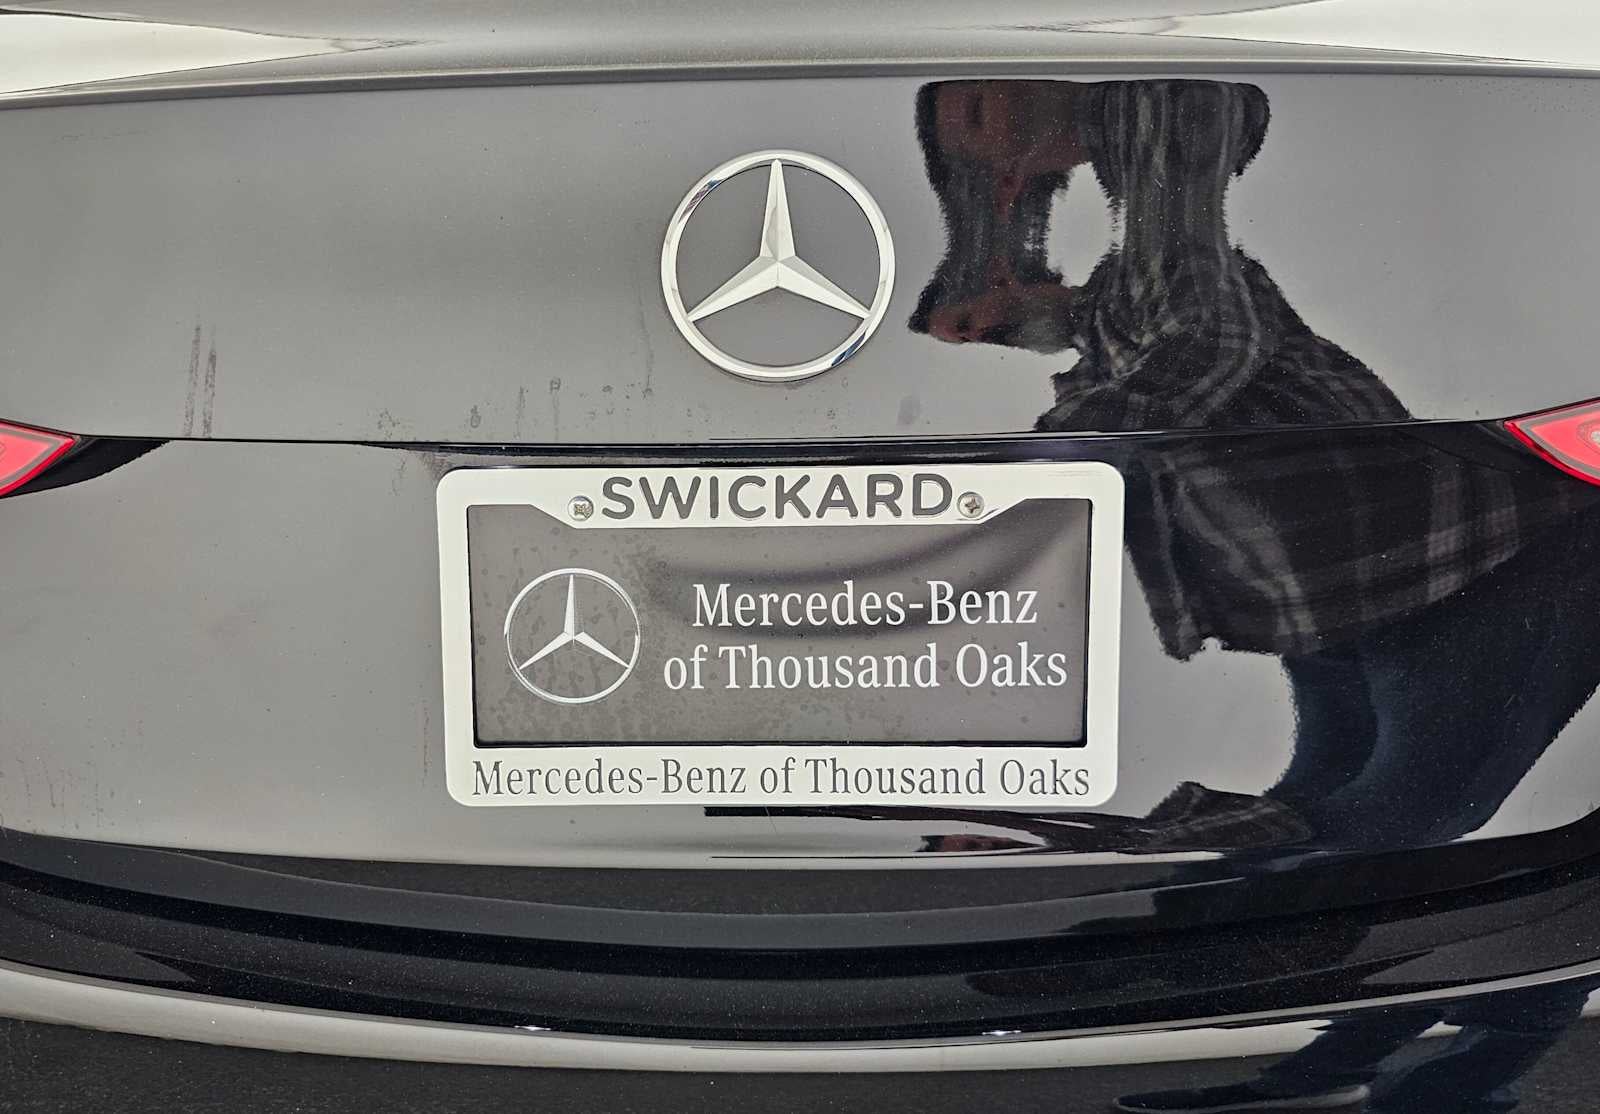 SWICKARD
Mercedes-Benz
of Thousand Oaks
Mercedes-Benz of Thousand Oaks